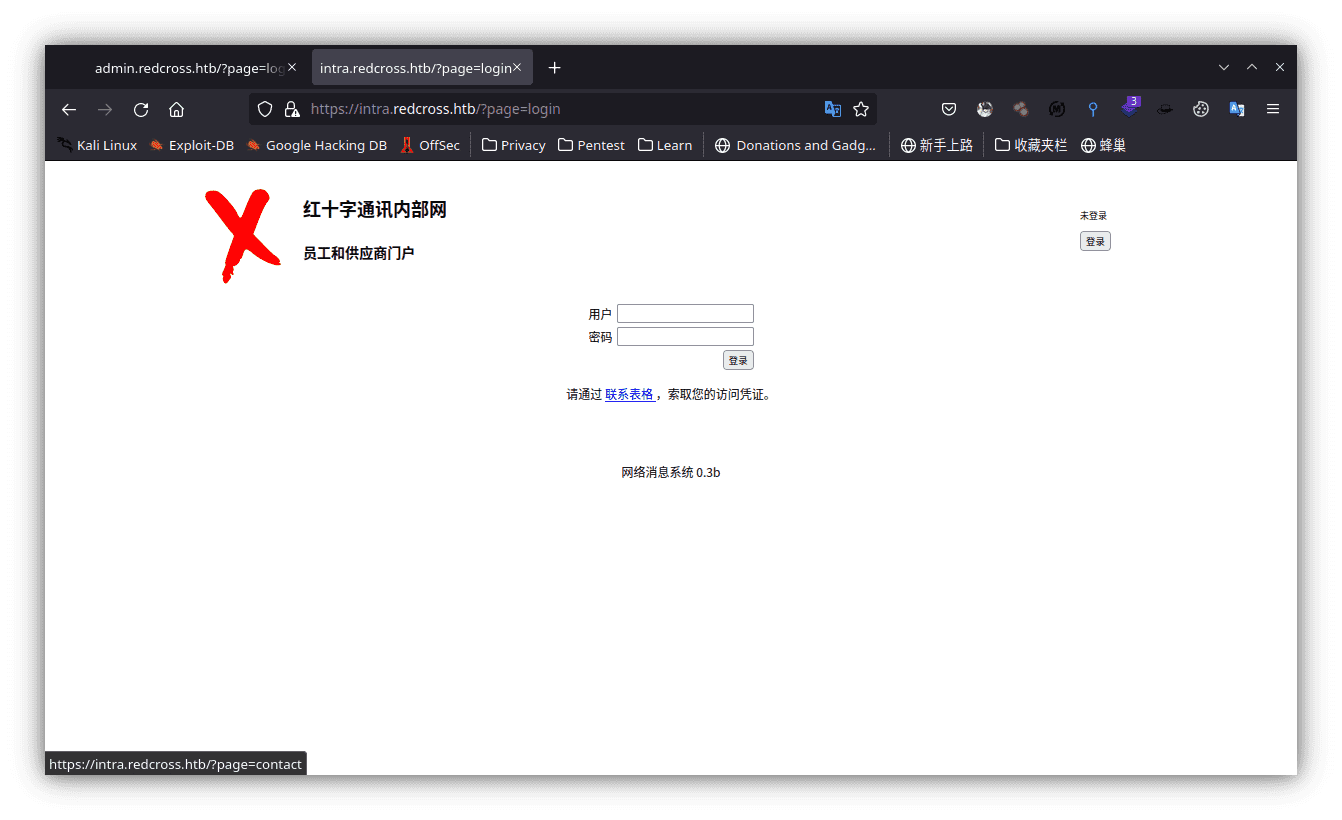 admin.redcross.htb/?page=log
intra.redcross.htb/?page=login
https://intra.redcross.htb/?page=login
3
Kali Linux Exploit-DB Google Hacking DB OffSec Privacy Pentest Learn Donations and Gadg... 新手上路 收藏夹栏 蜂巢
红十字通讯内部网
员工和供应商门户
未登录
登录
用户
密码
登录
请通过 联系表格 ，索取您的访问凭证。
网络消息系统 0.3b
https://intra.redcross.htb/?page=contact